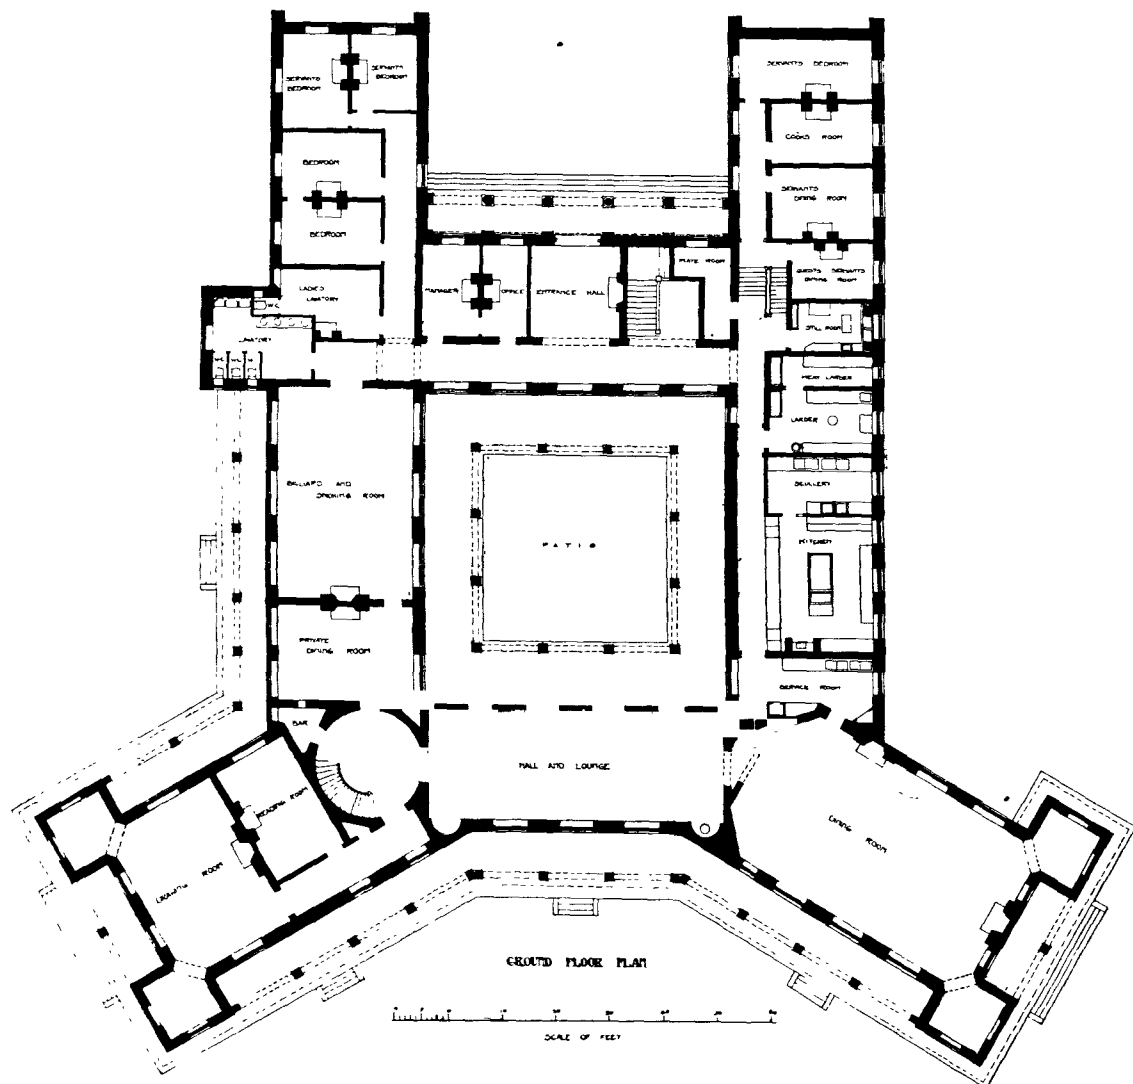 SERVANTS
BEDROOM
SERVANTS
BEDROOM
SERVANTS BEDROOM
COOKS ROOM
BEDROOM
SERVANTS
DINING ROOM
BEDROOM
PLATE ROOM
GUESTS SERVANTS
DINING ROOM
LADIES
LAVATORY
MANAGER
OFFICE
ENTRANCE HALL
W.C.
STILL ROOM
LAVATORY
W.C.
W.C.
MEAT LARDER
LARDER
BILLIARD AND
SMOKING ROOM
SCULLERY
PATIO
KITCHEN
PRIVATE
DINING ROOM
SERVICE ROOM
BAR
HALL AND LOUNGE
READING ROOM
DINING ROOM
DRAWING ROOM
GROUND FLOOR PLAN
SCALE OF FEET